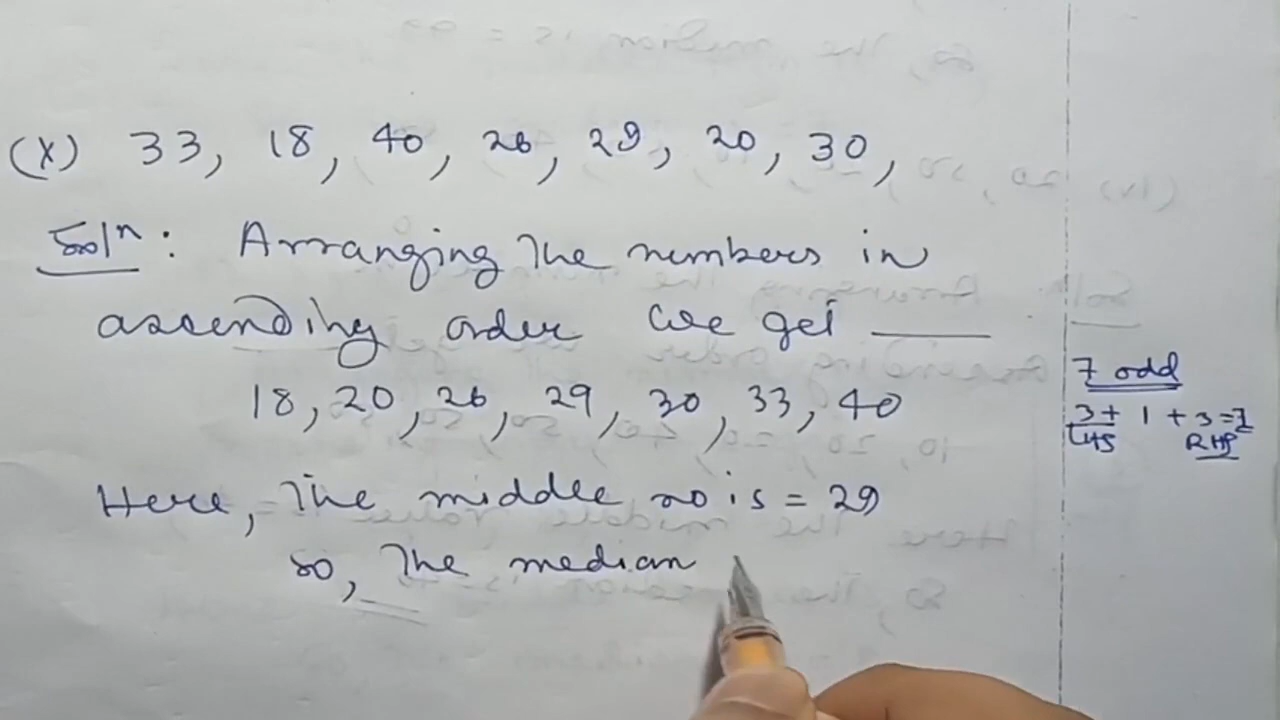 (X) 33, 18, 40, 26, 29, 20, 30,
Solⁿ: Arranging the numbers in
ascending order we get ——
18, 20, 26, 29, 30, 33, 40
7 odd
3 + 1 + 3 = 7
LHS RHS
Here, The middle no is = 29
so, The median